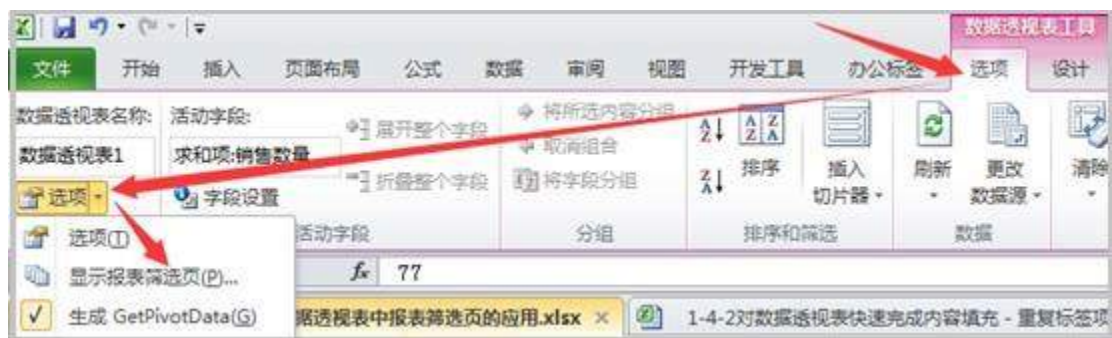 数据透视表工具
文件 开始 插入 页面布局 公式 数据 审阅 视图 开发工具 办公标签 选项 设计
数据透视表名称: 活动字段: 展开整个字段 将所选内容分组
数据透视表1 求和项:销售数量 取消组合 排序 插入切片器 刷新 更改数据源 清除
选项 字段设置 折叠整个字段 将字段分组
选项(T) 活动字段 分组 排序和筛选 数据
显示报表筛选页(P)... fx 77
生成 GetPivotData(G) 据透视表中报表筛选页的应用.xlsx 1-4-2对数据透视表快速完成内容填充 - 重复标签项